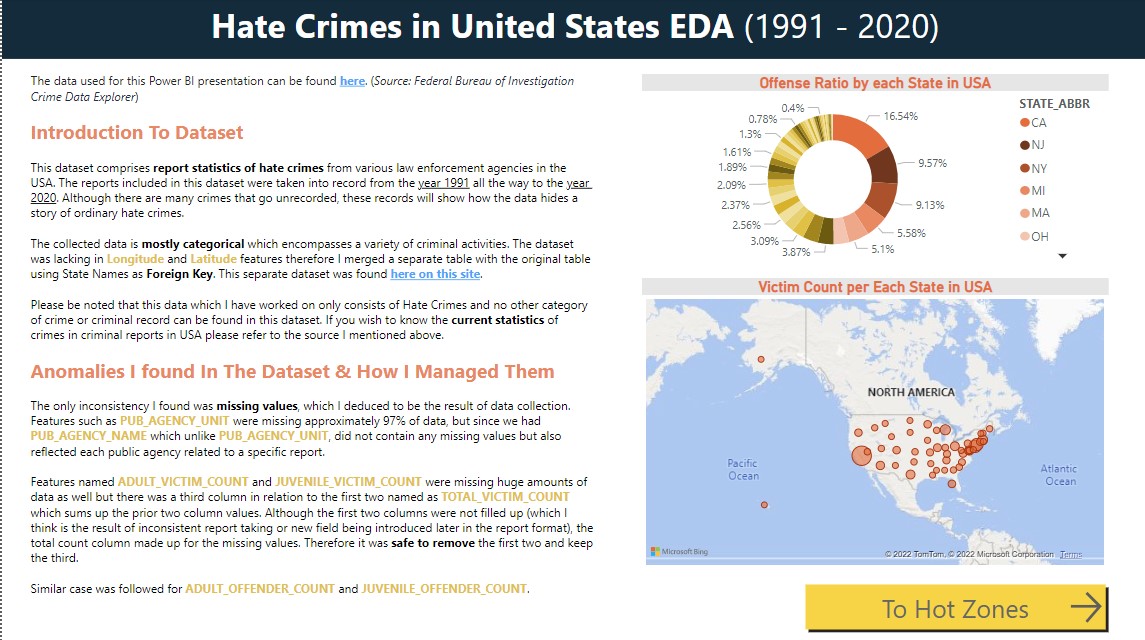 Hate Crimes in United States EDA (1991 - 2020)
The data used for this Power BI presentation can be found here. (Source: Federal Bureau of Investigation
Crime Data Explorer)
Introduction To Dataset
This dataset comprises report statistics of hate crimes from various law enforcement agencies in the
USA. The reports included in this dataset were taken into record from the year 1991 all the way to the year
2020. Although there are many crimes that go unrecorded, these records will show how the data hides a
story of ordinary hate crimes.
The collected data is mostly categorical which encompasses a variety of criminal activities. The dataset
was lacking in Longitude and Latitude features therefore I merged a separate table with the original table
using State Names as Foreign Key. This separate dataset was found here on this site.
Please be noted that this data which I have worked on only consists of Hate Crimes and no other category
of crime or criminal record can be found in this dataset. If you wish to know the current statistics of
crimes in criminal reports in USA please refer to the source I mentioned above.
Anomalies I found In The Dataset & How I Managed Them
The only inconsistency I found was missing values, which I deduced to be the result of data collection.
Features such as PUB_AGENCY_UNIT were missing approximately 97% of data, but since we had
PUB_AGENCY_NAME which unlike PUB_AGENCY_UNIT, did not contain any missing values but also
reflected each public agency related to a specific report.
Features named ADULT_VICTIM_COUNT and JUVENILE_VICTIM_COUNT were missing huge amounts of
data as well but there was a third column in relation to the first two named as TOTAL_VICTIM_COUNT
which sums up the prior two column values. Although the first two columns were not filled up (which I
think is the result of inconsistent report taking or new field being introduced later in the report format), the
total count column made up for the missing values. Therefore it was safe to remove the first two and keep
the third.
Similar case was followed for ADULT_OFFENDER_COUNT and JUVENILE_OFFENDER_COUNT.
Offense Ratio by each State in USA
0.4%
0.78%
1.3%
1.61%
1.89%
2.09%
2.37%
2.56%
3.09%
3.87%
16.54%
9.57%
9.13%
5.58%
5.1%
STATE_ABBR
CA
NJ
NY
MI
MA
OH
Victim Count per Each State in USA
NORTH AMERICA
Pacific
Ocean
Atlantic
Ocean
Microsoft Bing
© 2022 TomTom, © 2022 Microsoft Corporation Terms
To Hot Zones